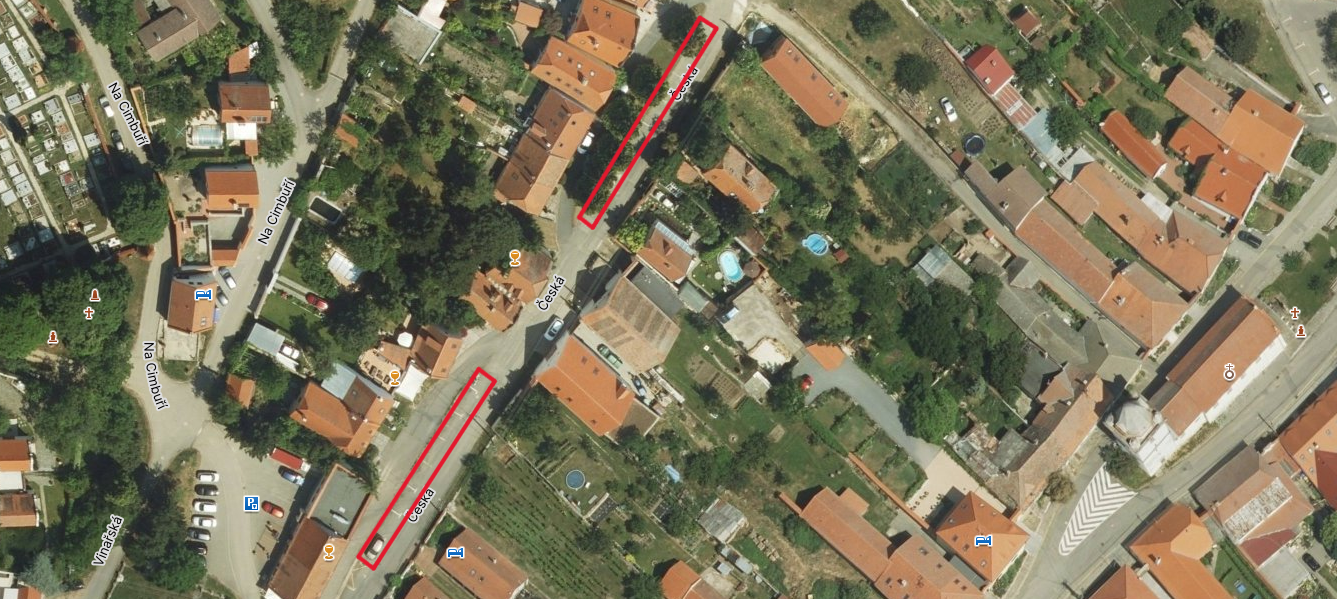 Na Cimbuří
Česká
Na Cimbuří
Česká
Na Cimbuří
Česká
Vinařská
P